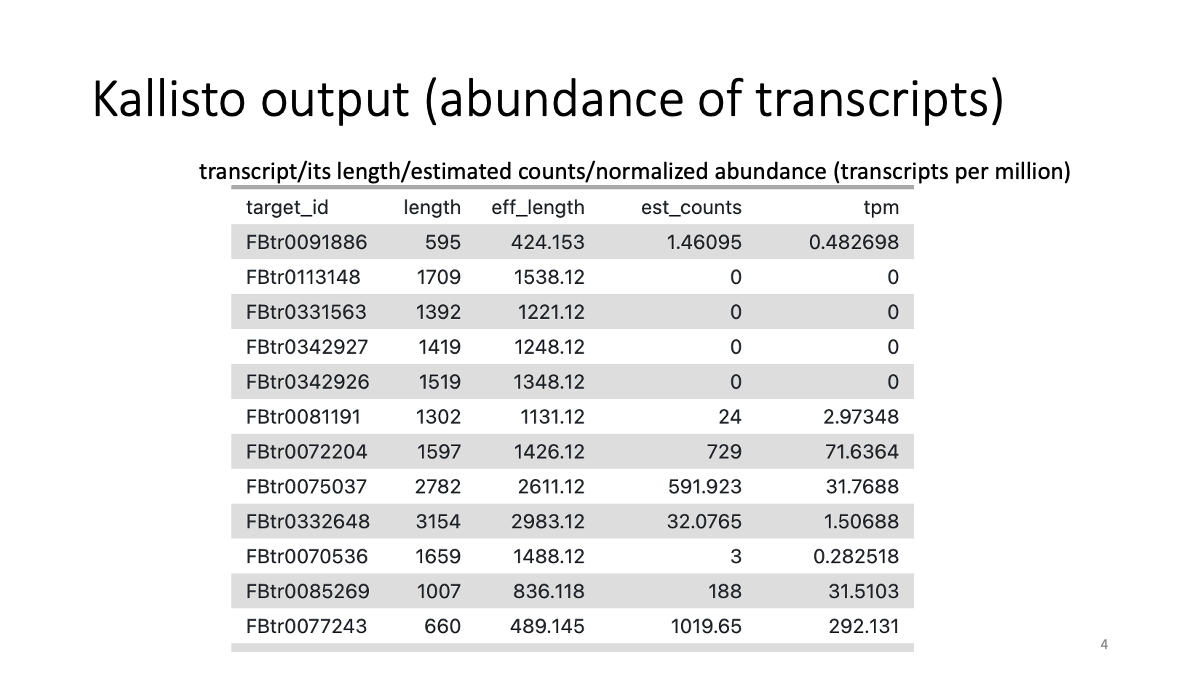 Kallisto output (abundance of transcripts)
transcript/its length/estimated counts/normalized abundance (transcripts per million)
target_id length eff_length est_counts tpm
FBtr0091886 595 424.153 1.46095 0.482698
FBtr0113148 1709 1538.12 0 0
FBtr0331563 1392 1221.12 0 0
FBtr0342927 1419 1248.12 0 0
FBtr0342926 1519 1348.12 0 0
FBtr0081191 1302 1131.12 24 2.97348
FBtr0072204 1597 1426.12 729 71.6364
FBtr0075037 2782 2611.12 591.923 31.7688
FBtr0332648 3154 2983.12 32.0765 1.50688
FBtr0070536 1659 1488.12 3 0.282518
FBtr0085269 1007 836.118 188 31.5103
FBtr0077243 660 489.145 1019.65 292.131
4